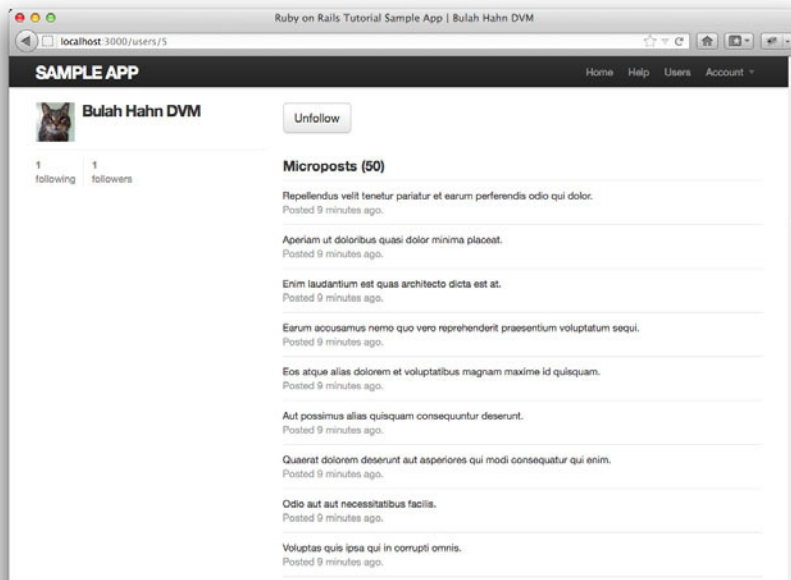 Ruby on Rails Tutorial Sample App | Bulah Hahn DVM
localhost:3000/users/5
SAMPLE APP
Home Help Users Account
Bulah Hahn DVM
1 following
1 followers
Unfollow
Microposts (50)
Repellendus velit tenetur pariatur et earum perferendis odio qui dolor.
Posted 9 minutes ago.
Aperiam ut doloribus quasi dolor minima placeat.
Posted 9 minutes ago.
Enim laudantium est quas architecto dicta est at.
Posted 9 minutes ago.
Earum accusamus nemo quo vero reprehenderit praesentium voluptatum sequi.
Posted 9 minutes ago.
Eos atque alias dolorem et voluptatibus magnam maxime id quisquam.
Posted 9 minutes ago.
Aut possimus alias quisquam consequuntur deserunt.
Posted 9 minutes ago.
Quaerat dolorem deserunt aut asperiores qui modi consequatur qui enim.
Posted 9 minutes ago.
Odio aut aut necessitatibus facilis.
Posted 9 minutes ago.
Voluptas quis ipsa qui in corrupti omnis.
Posted 9 minutes ago.